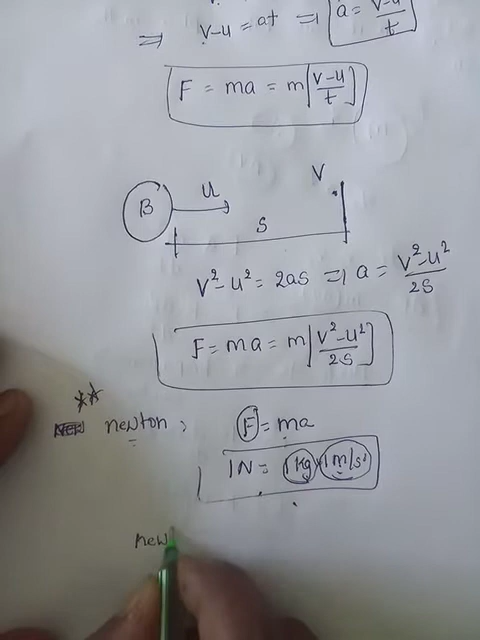 ⇒ v-u = at ⇒ a = v-u/t
F = ma = m[v-u/t]
B u v
s
v²-u² = 2as ⇒ a = v²-u²/2s
F = ma = m[v²-u²/2s]
**
newton : F = ma
1N = 1kg × 1m/s²
new